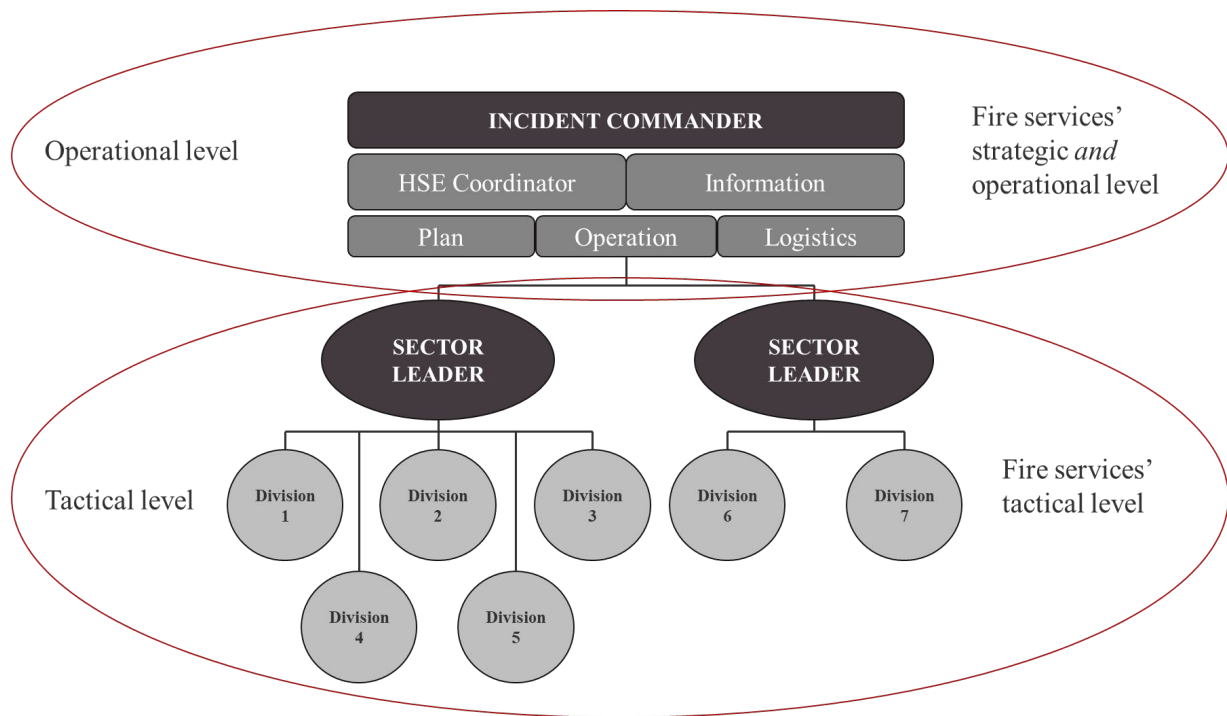 INCIDENT COMMANDER
Operational level
Fire services’
strategic and
operational level
HSE Coordinator
Information
Plan
Operation
Logistics
SECTOR
LEADER
SECTOR
LEADER
Tactical level
Division
1
Division
2
Division
3
Division
6
Division
7
Fire services’
tactical level
Division
4
Division
5